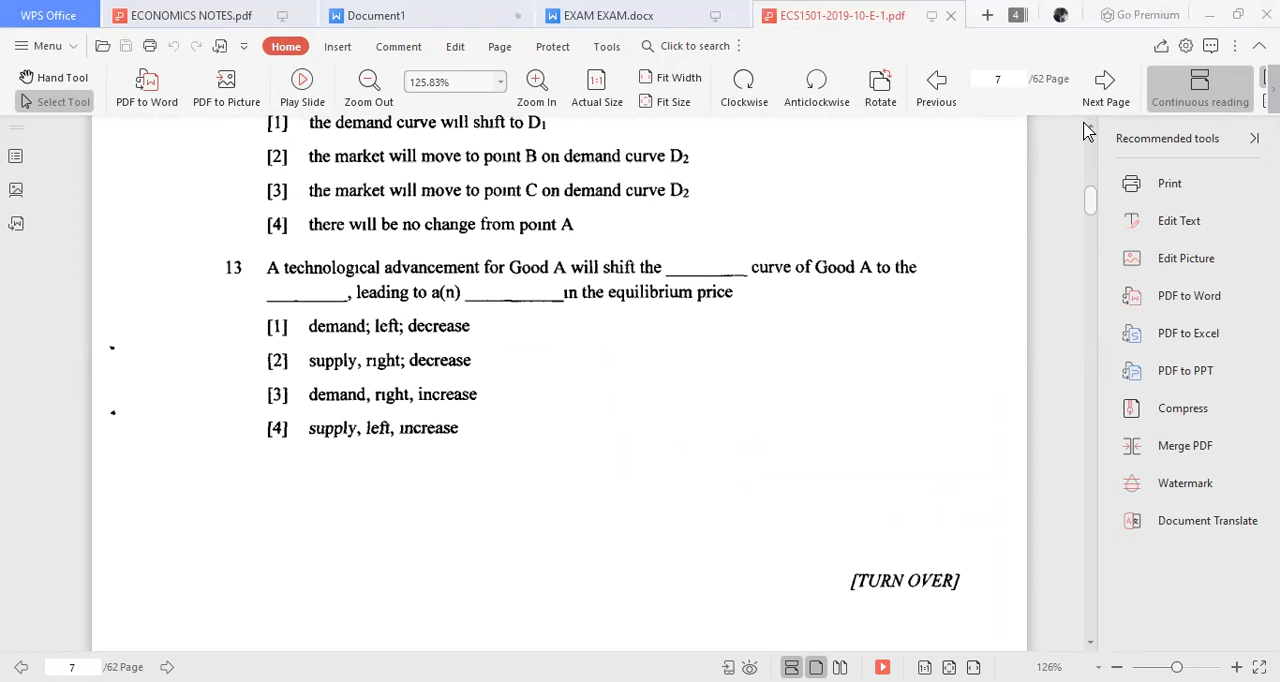 WPS Office ECONOMICS NOTES.pdf Document1 EXAM EXAM.docx ECS1501-2019-10-E-1.pdf 4 Go Premium
Menu Home Insert Comment Edit Page Protect Tools Click to search
Hand Tool Select Tool PDF to Word PDF to Picture Play Slide Zoom Out 125.83% Zoom In 1:1 Actual Size Fit Width Fit Size Clockwise Anticlockwise Rotate Previous 7 /62 Page Next Page Continuous reading
[1] the demand curve will shift to D1
[2] the market will move to point B on demand curve D2
[3] the market will move to point C on demand curve D2
[4] there will be no change from point A
13 A technological advancement for Good A will shift the ________ curve of Good A to the
________, leading to a(n) __________in the equilibrium price
[1] demand; left; decrease
[2] supply, right; decrease
[3] demand, right, increase
[4] supply, left, increase
[TURN OVER]
Recommended tools
Print
Edit Text
Edit Picture
PDF to Word
PDF to Excel
PDF to PPT
Compress
Merge PDF
Watermark
Document Translate
7 /62 Page 126%